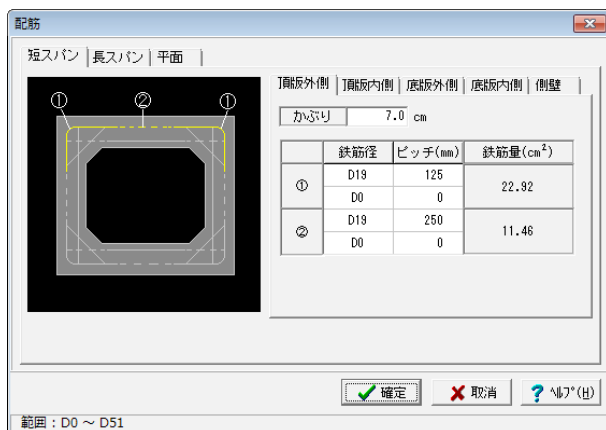 配筋
短スパン 長スパン 平面
① ② ①
頂版外側 頂版内側 底版外側 底版内側 側壁
かぶり 7.0 cm
鉄筋径 ピッチ(mm) 鉄筋量(cm²)
① D19 125 22.92
D0 0
② D19 250 11.46
D0 0
確定 取消 ? ﾍﾙﾌﾟ(H)
範囲:D0 ～ D51